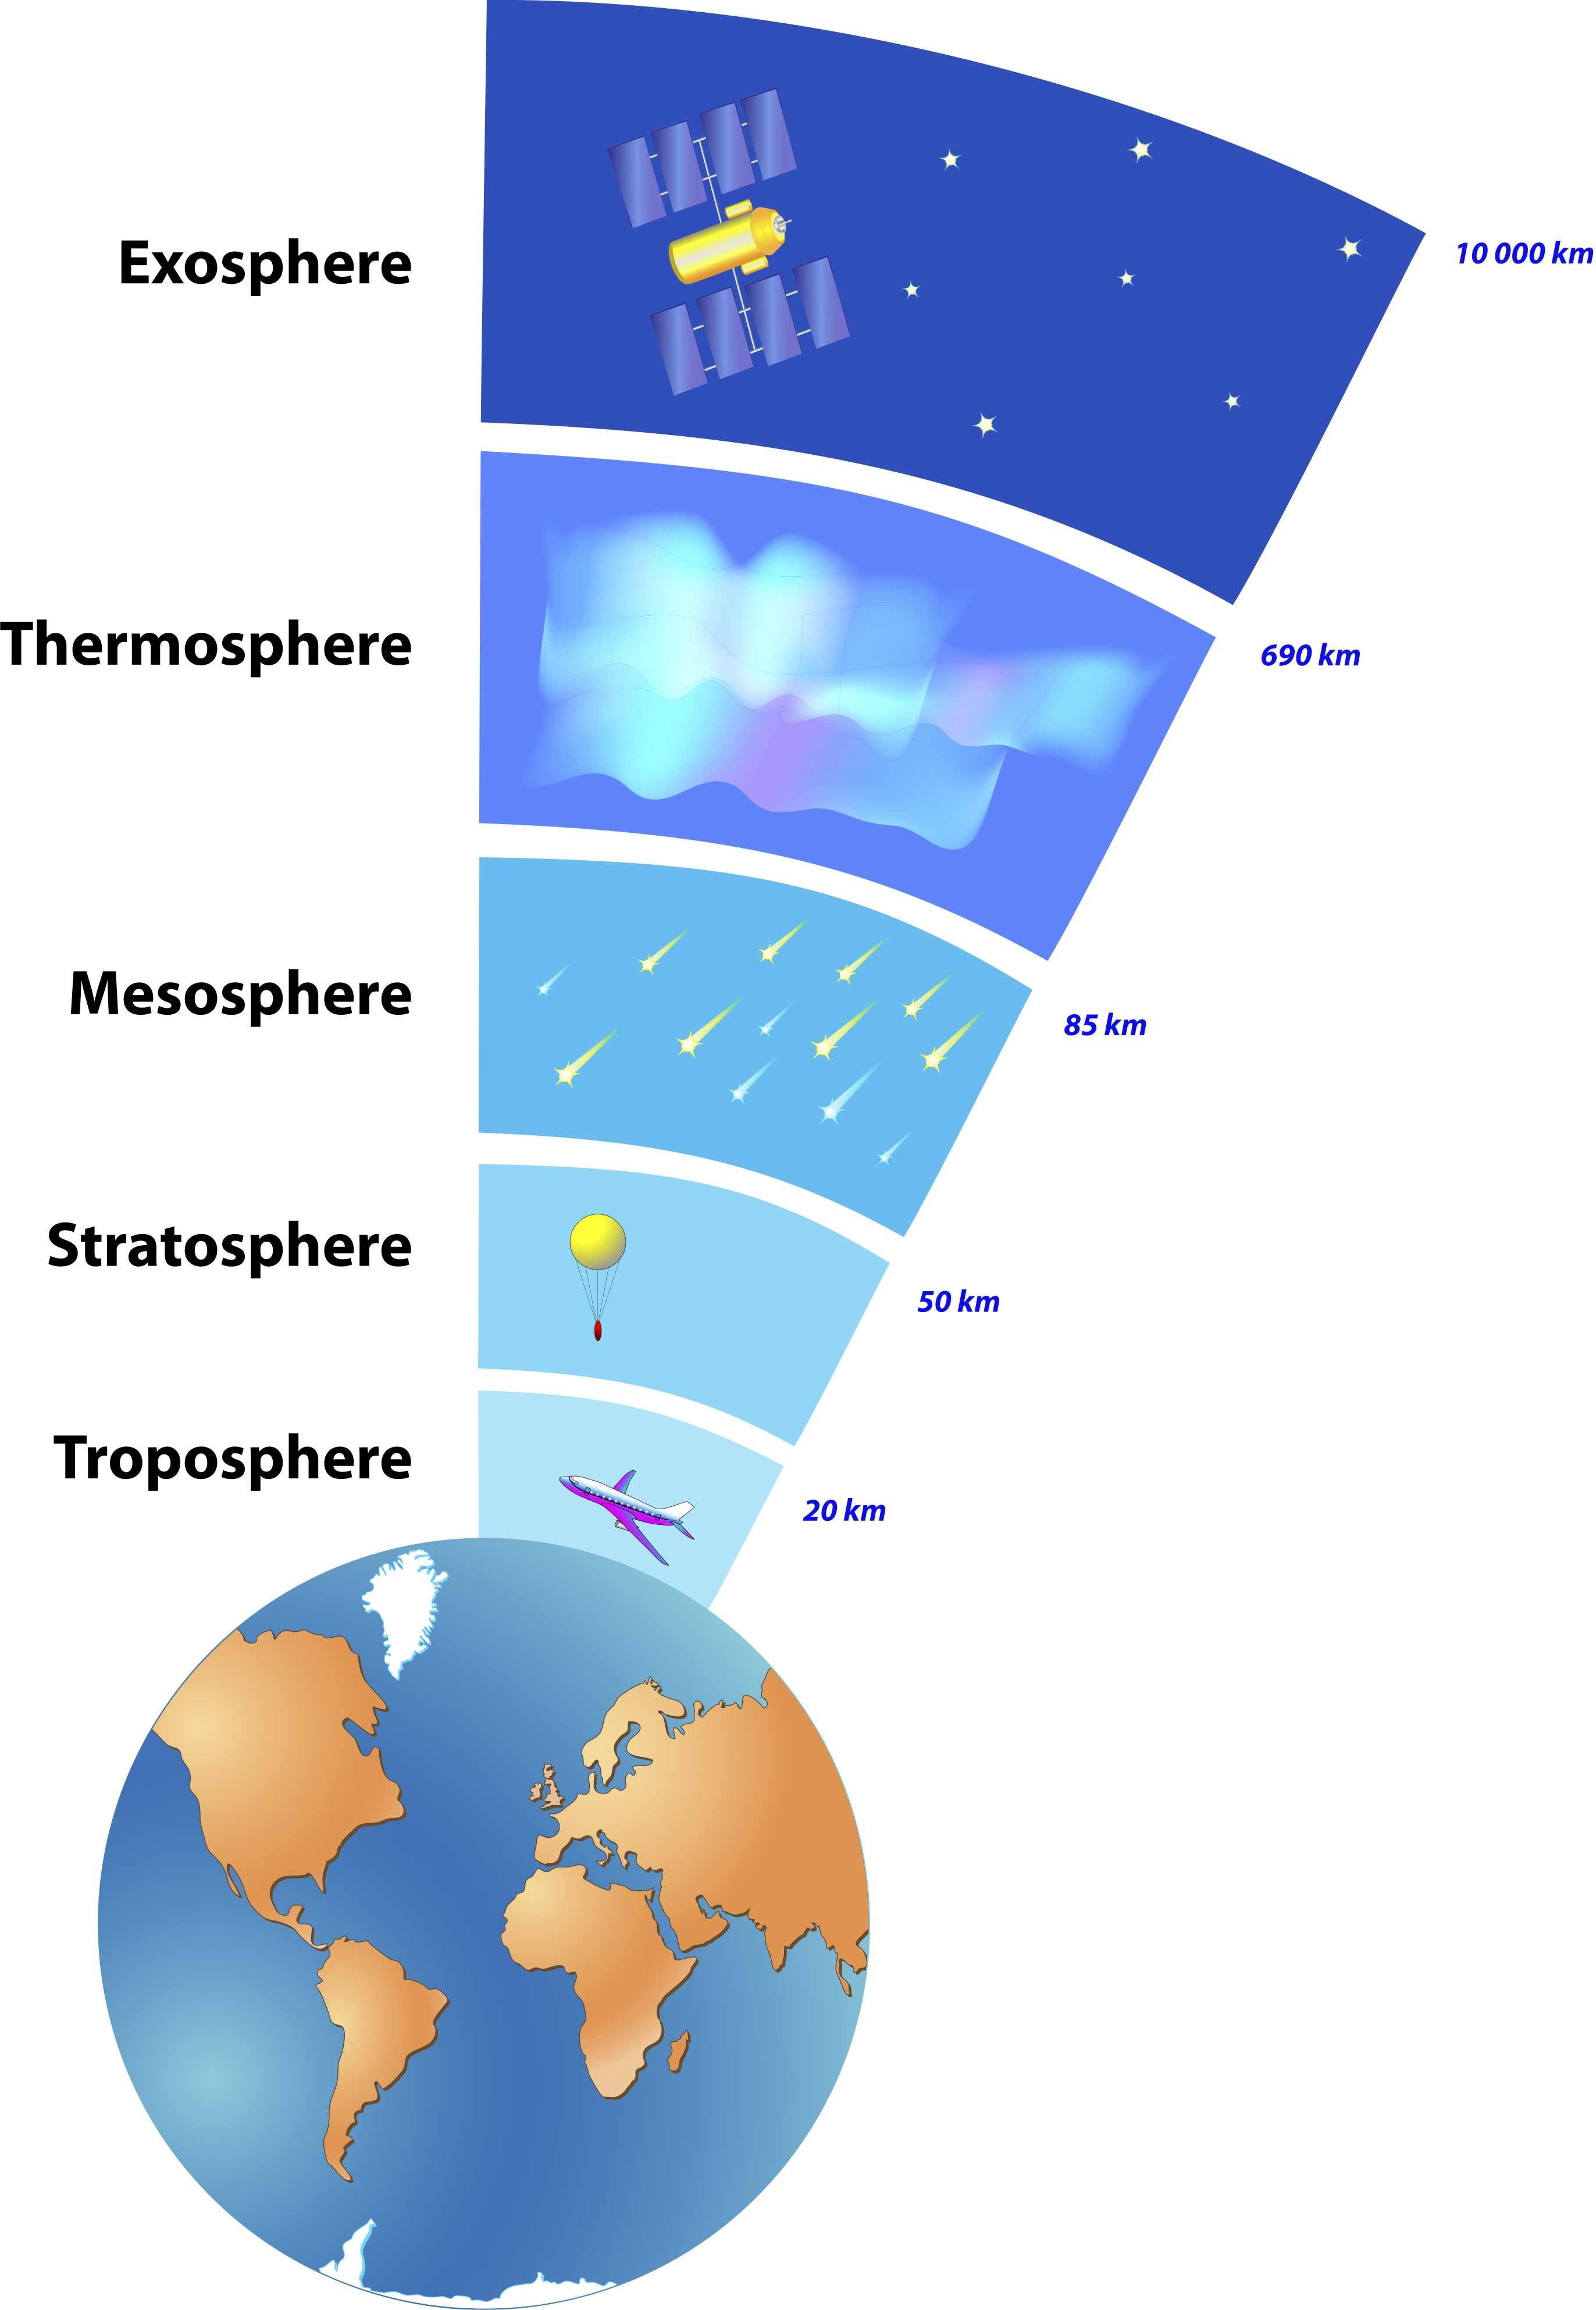 Exosphere
10 000 km
Thermosphere
690 km
Mesosphere
85 km
Stratosphere
50 km
Troposphere
20 km